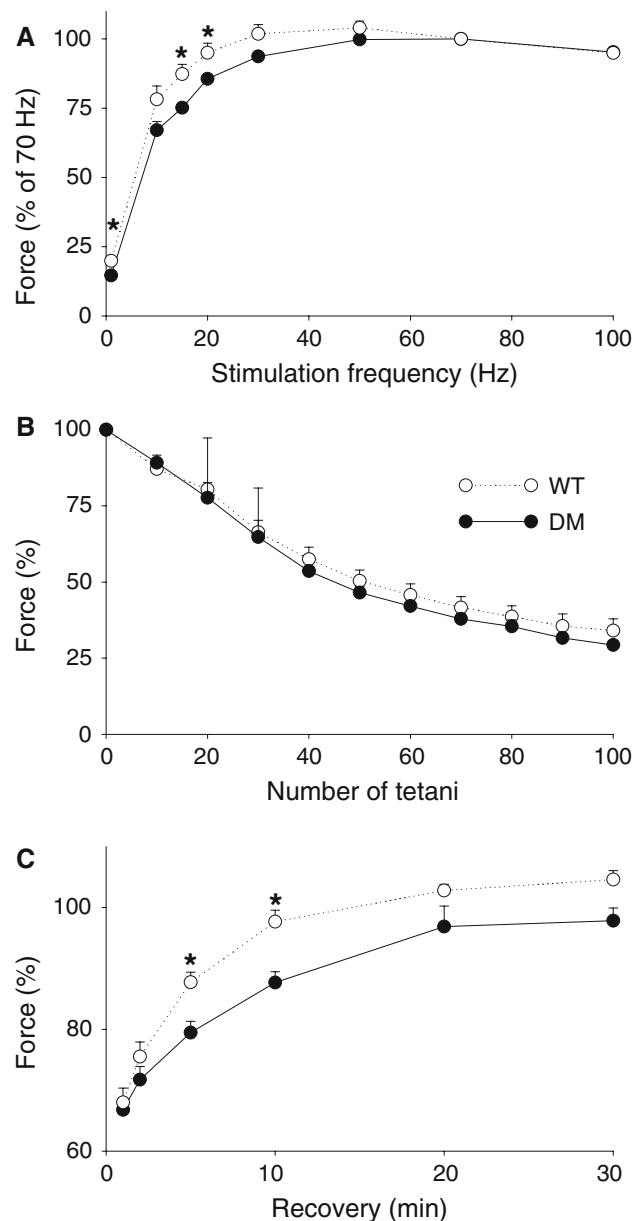 A
* * *
Force (% of 70 Hz)
100
75
50
25
0
0 20 40 60 80 100
Stimulation frequency (Hz)
B
Force (%)
100
75
50
25
0
WT
DM
0 20 40 60 80 100
Number of tetani
C
* *
Force (%)
100
80
60
0 10 20 30
Recovery (min)